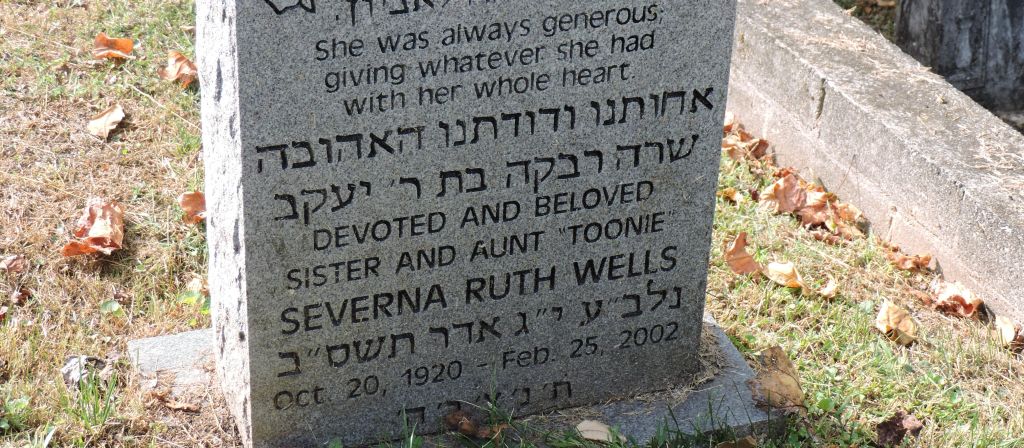 לאביון.
She was always generous;
giving whatever she had
with her whole heart.
אחותנו ודודתנו האהובה
שרה רבקה בת ר׳ יעקב
DEVOTED AND BELOVED
SISTER AND AUNT "TOONIE"
SEVERNA RUTH WELLS
נלב״ע י״ג אדר תשס״ב
Oct. 20, 1920 - Feb. 25, 2002
ת׳ נ׳ צ׳ ב׳ ה׳